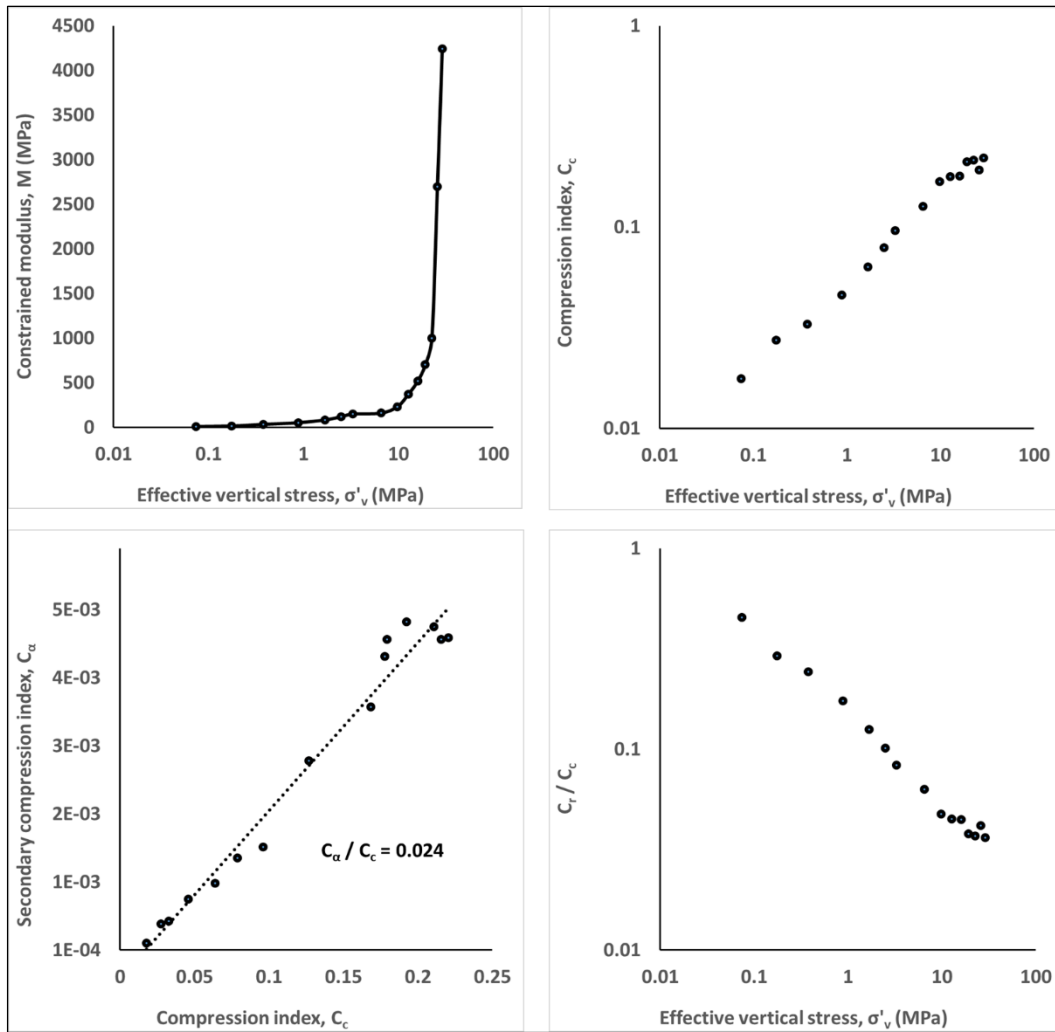 4500
4000
3500
3000
2500
2000
1500
1000
500
0
Constrained modulus, M (MPa)
0.01 0.1 1 10 100
Effective vertical stress, σ'v (MPa)
1
0.1
0.01
Compression index, Cc
0.01 0.1 1 10 100
Effective vertical stress, σ'v (MPa)
5E-03
4E-03
3E-03
2E-03
1E-03
1E-04
Secondary compression index, Cα
Cα / Cc = 0.024
0 0.05 0.1 0.15 0.2 0.25
Compression index, Cc
1
0.1
0.01
Cr / Cc
0.01 0.1 1 10 100
Effective vertical stress, σ'v (MPa)